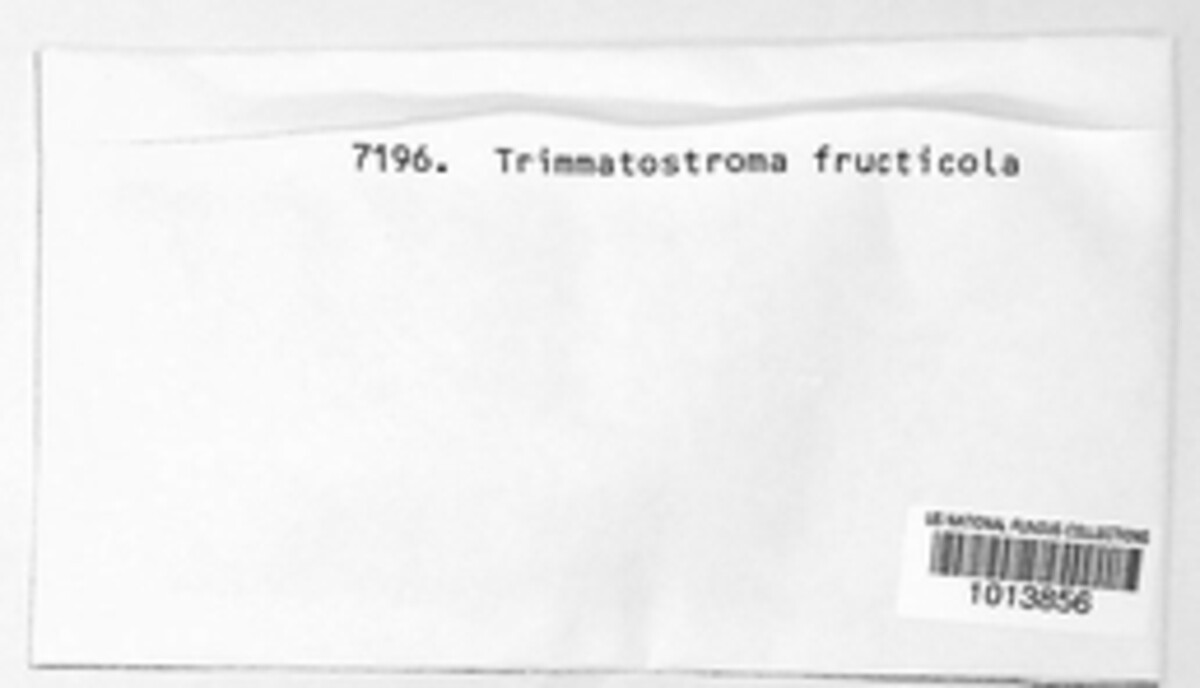 7196. Trimmatostroma fructicola
US NATIONAL FUNGUS COLLECTIONS
1013856